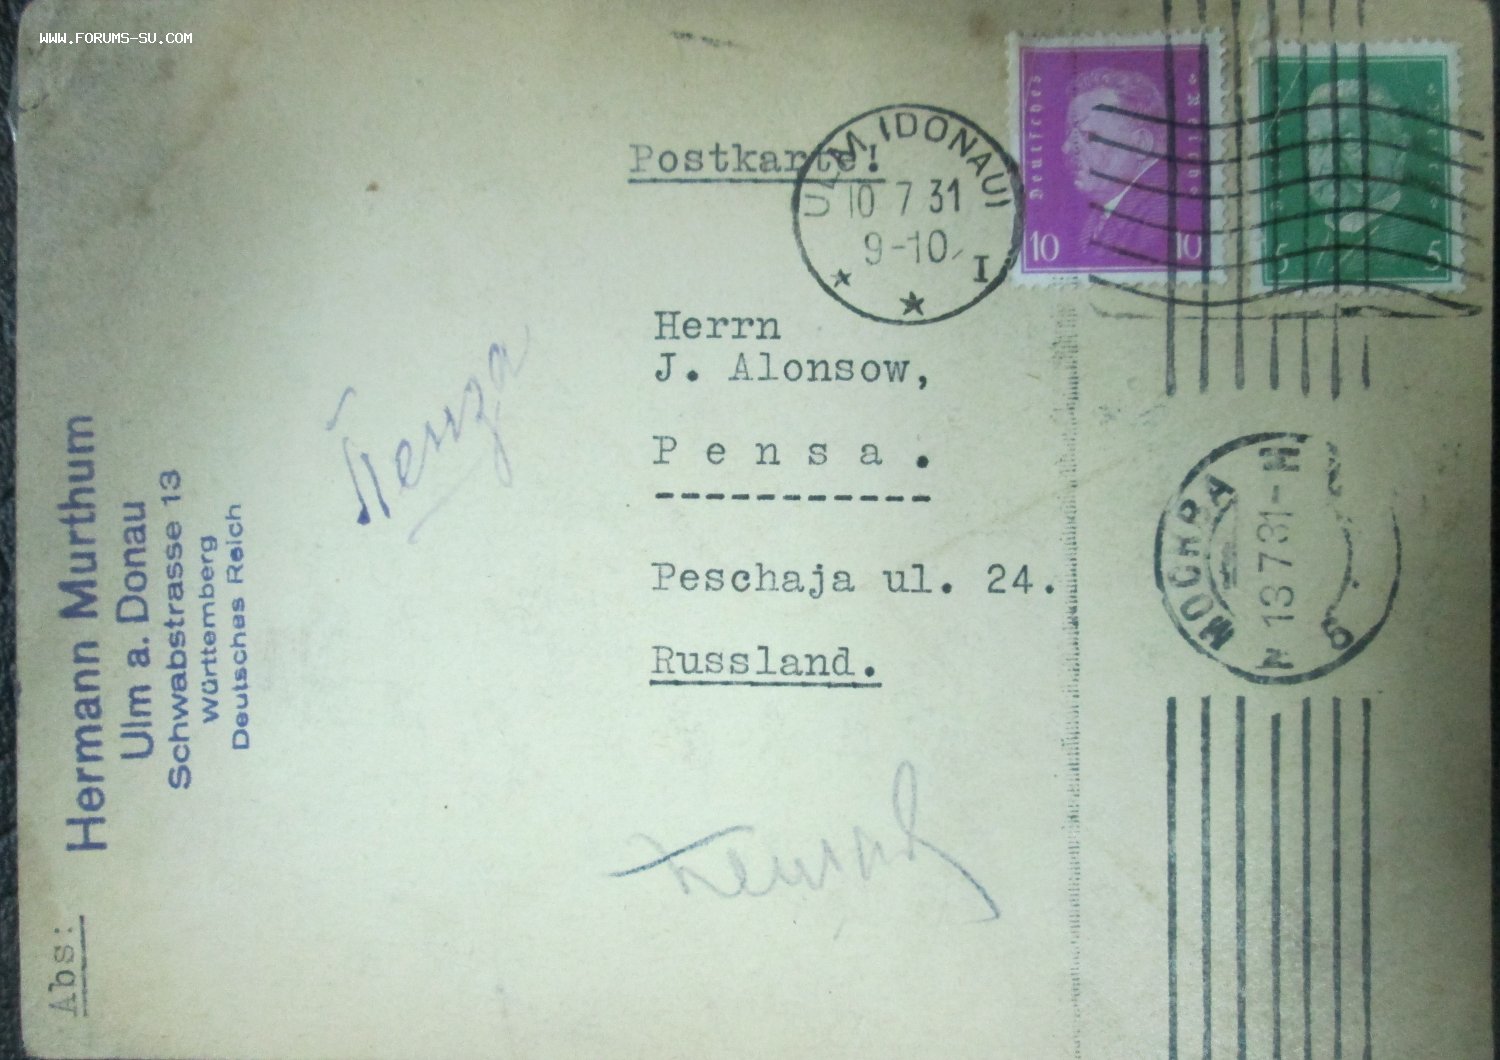 WWW.FORUMS-SU.COM
Postkarte!
ULM (DONAU)
10 7 31
9-10
I
Deutsches Reich
10 10
5 5
Herrn
J. Alonsow,
Pensa.
Peschaja ul. 24.
Russland.
Пенза
Abs:
Hermann Murthum
Ulm a. Donau
Schwabstrasse 13
Württemberg
Deutsches Reich
МОСКВА
13 7 31